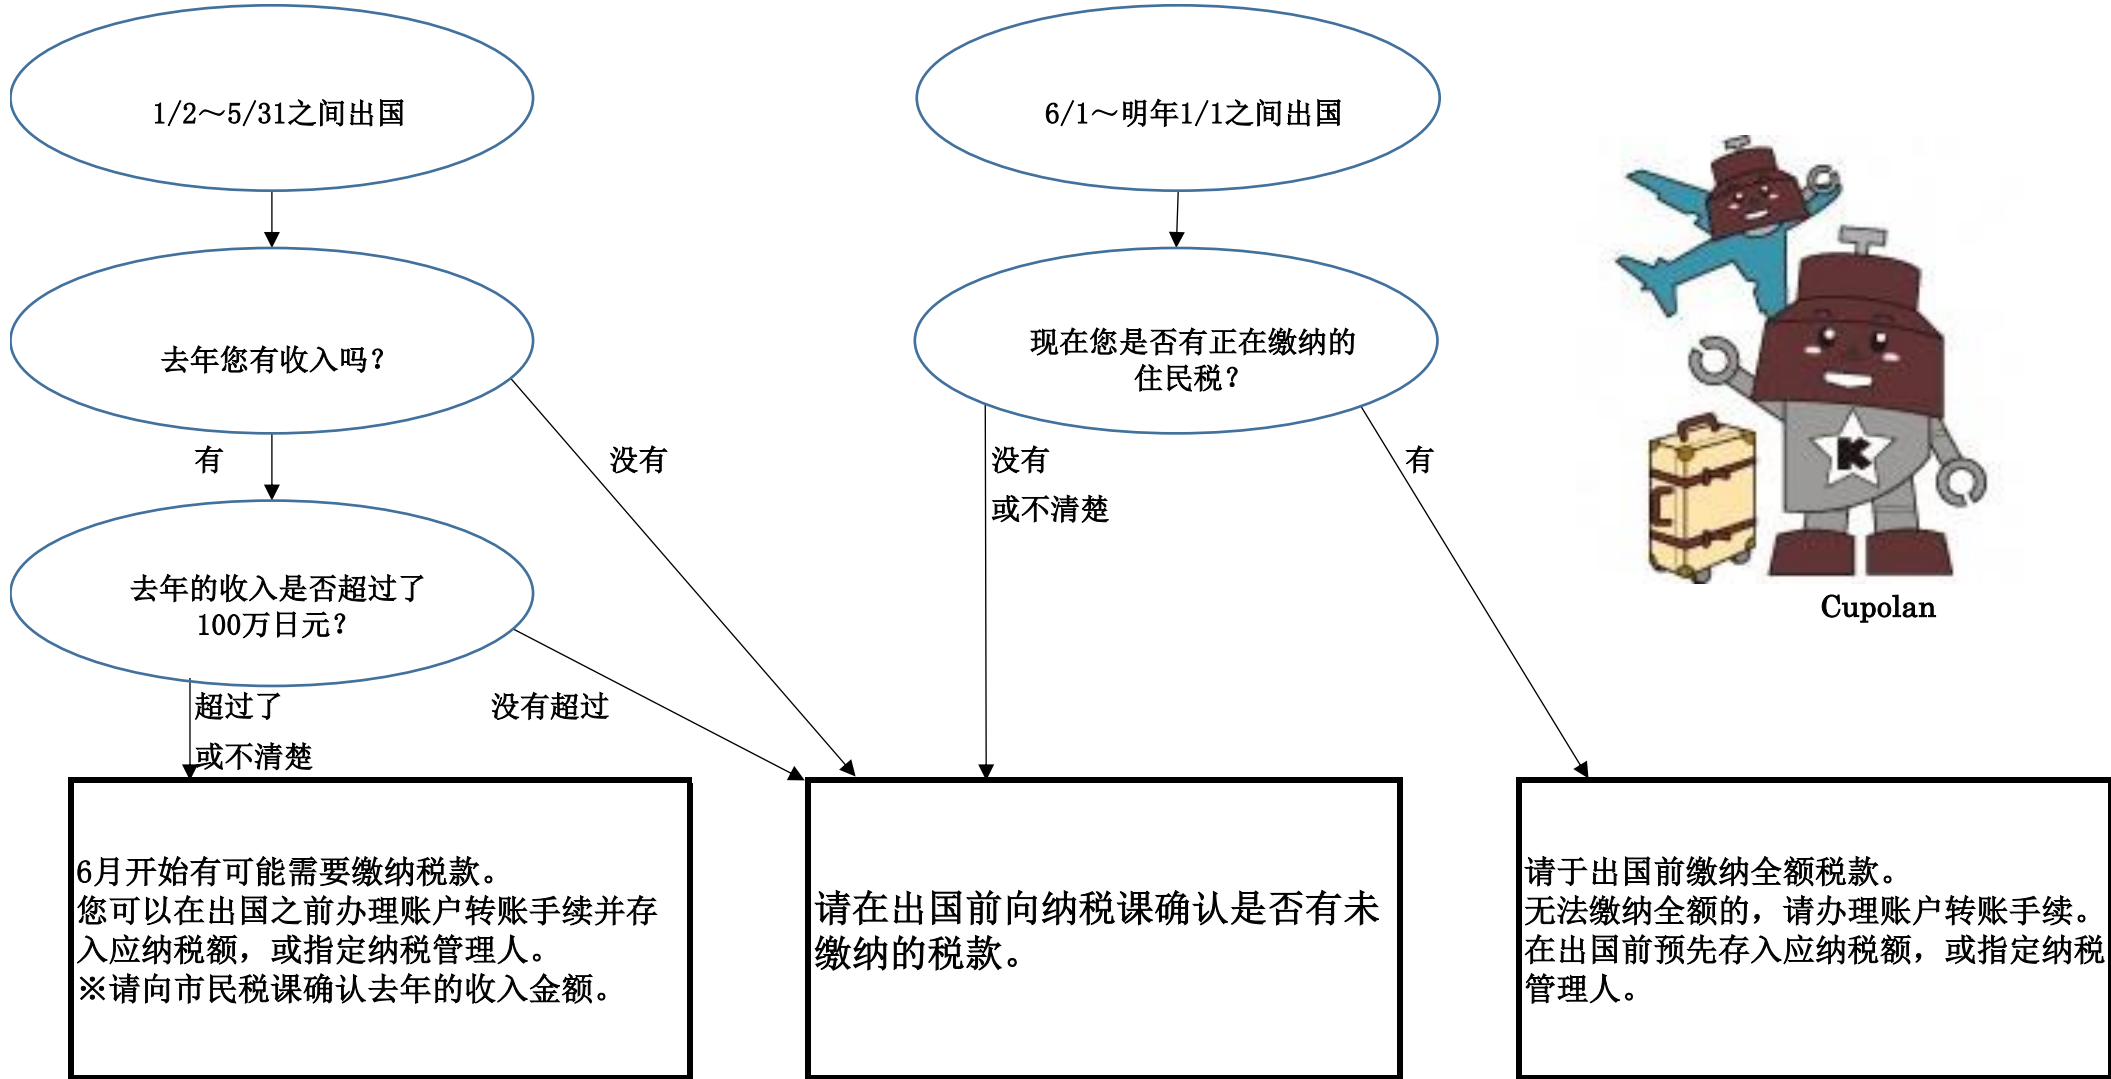 1/2～5/31之间出国
6/1～明年1/1之间出国
去年您有收入吗？
现在您是否有正在缴纳的
住民税？
有
没有
没有
或不清楚
有
K
去年的收入是否超过了
100万日元？
Cupolan
超过了
或不清楚
没有超过
6月开始有可能需要缴纳税款。
您可以在出国之前办理账户转账手续并存
入应纳税额，或指定纳税管理人。
※请向市民税课确认去年的收入金额。
请在出国前向纳税课确认是否有未
缴纳的税款。
请于出国前缴纳全额税款。
无法缴纳全额的，请办理账户转账手续。
在出国前预先存入应纳税额，或指定纳税
管理人。